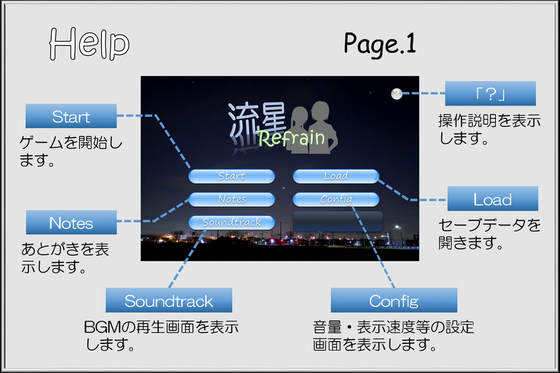 Help
Page.1
Start
ゲームを開始し
ます。
Notes
あとがきを表
示します。
Soundtrack
BGMの再生画面を表示
します。
流星
Refrain
Start
Load
Notes
Config
Soundtrack
?
「？」
操作説明を表示
します。
Load
セーブデータを
開きます。
Config
音量・表示速度等の設定
画面を表示します。